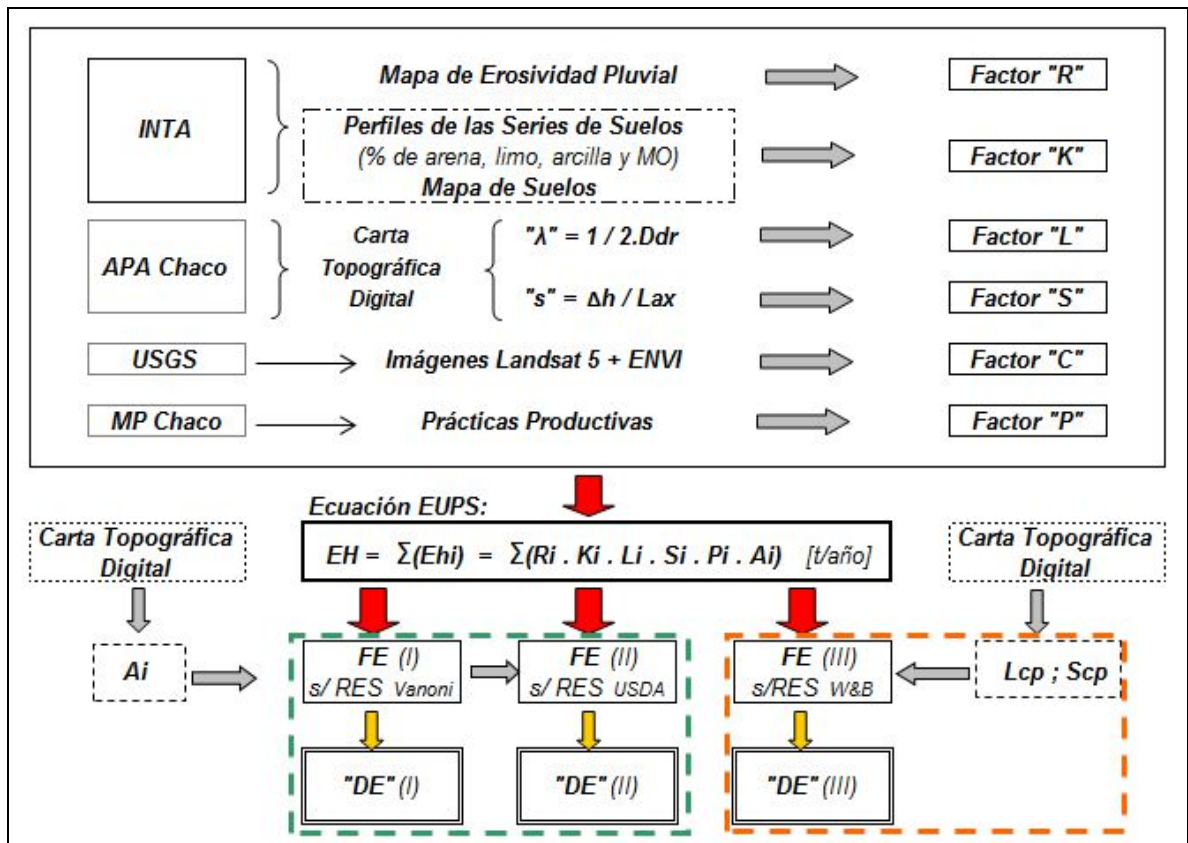 INTA
Mapa de Erosividad Pluvial
Factor "R"
Perfiles de las Series de Suelos
(% de arena, limo, arcilla y MO)
Mapa de Suelos
Factor "K"
APA Chaco
Carta
Topográfica
Digital
"λ" = 1 / 2.Ddr
Factor "L"
"s" = Δh / Lax
Factor "S"
USGS
Imágenes Landsat 5 + ENVI
Factor "C"
MP Chaco
Prácticas Productivas
Factor "P"
Ecuación EUPS:
EH = Σ(Ehi) = Σ(Ri . Ki . Li . Si . Pi . Ai) [t/año]
Carta Topográfica
Digital
Carta Topográfica
Digital
Ai
FE (I)
s/ RES Vanoni
FE (II)
s/ RES USDA
FE (III)
s/RES W&B
Lcp ; Scp
"DE" (I)
"DE" (II)
"DE" (III)